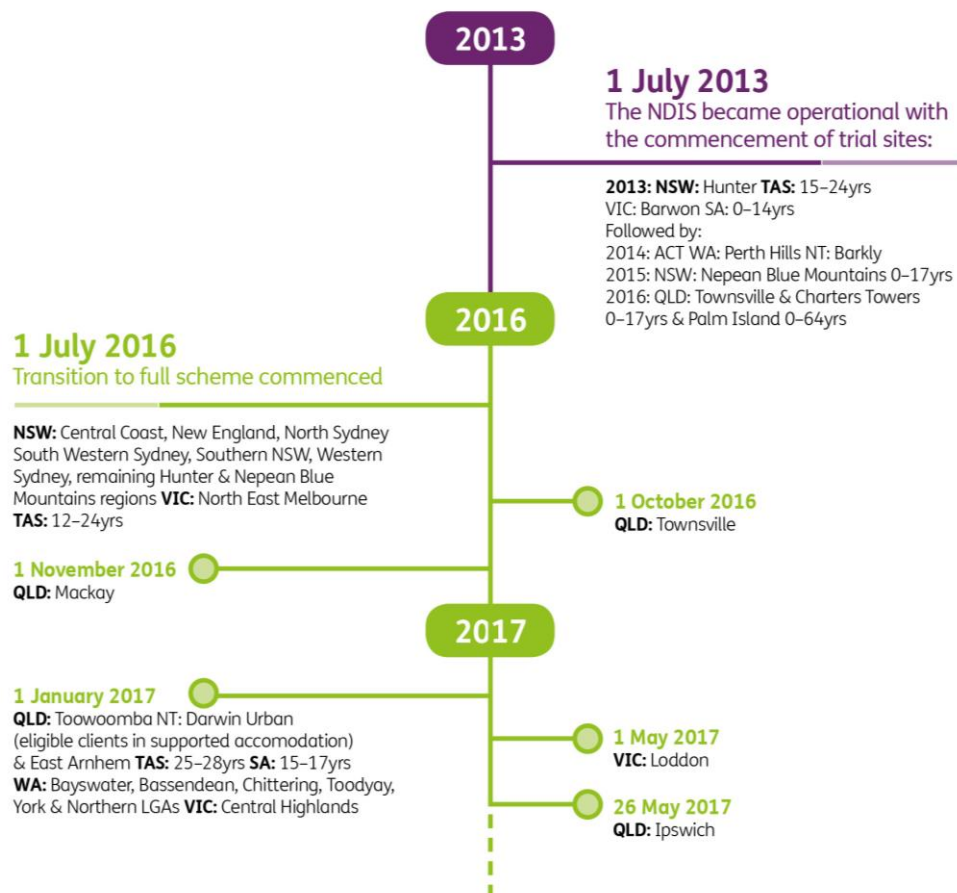 2013
1 July 2013
The NDIS became operational with
the commencement of trial sites:
2013: NSW: Hunter TAS: 15–24yrs
VIC: Barwon SA: 0–14yrs
Followed by:
2014: ACT WA: Perth Hills NT: Barkly
2015: NSW: Nepean Blue Mountains 0–17yrs
2016: QLD: Townsville & Charters Towers
0–17yrs & Palm Island 0–64yrs
2016
1 July 2016
Transition to full scheme commenced
NSW: Central Coast, New England, North Sydney
South Western Sydney, Southern NSW, Western
Sydney, remaining Hunter & Nepean Blue
Mountains regions VIC: North East Melbourne
TAS: 12–24yrs
1 October 2016
QLD: Townsville
1 November 2016
QLD: Mackay
2017
1 January 2017
QLD: Toowoomba NT: Darwin Urban
(eligible clients in supported accomodation)
& East Arnhem TAS: 25–28yrs SA: 15–17yrs
WA: Bayswater, Bassendean, Chittering, Toodyay,
York & Northern LGAs VIC: Central Highlands
1 May 2017
VIC: Loddon
26 May 2017
QLD: Ipswich